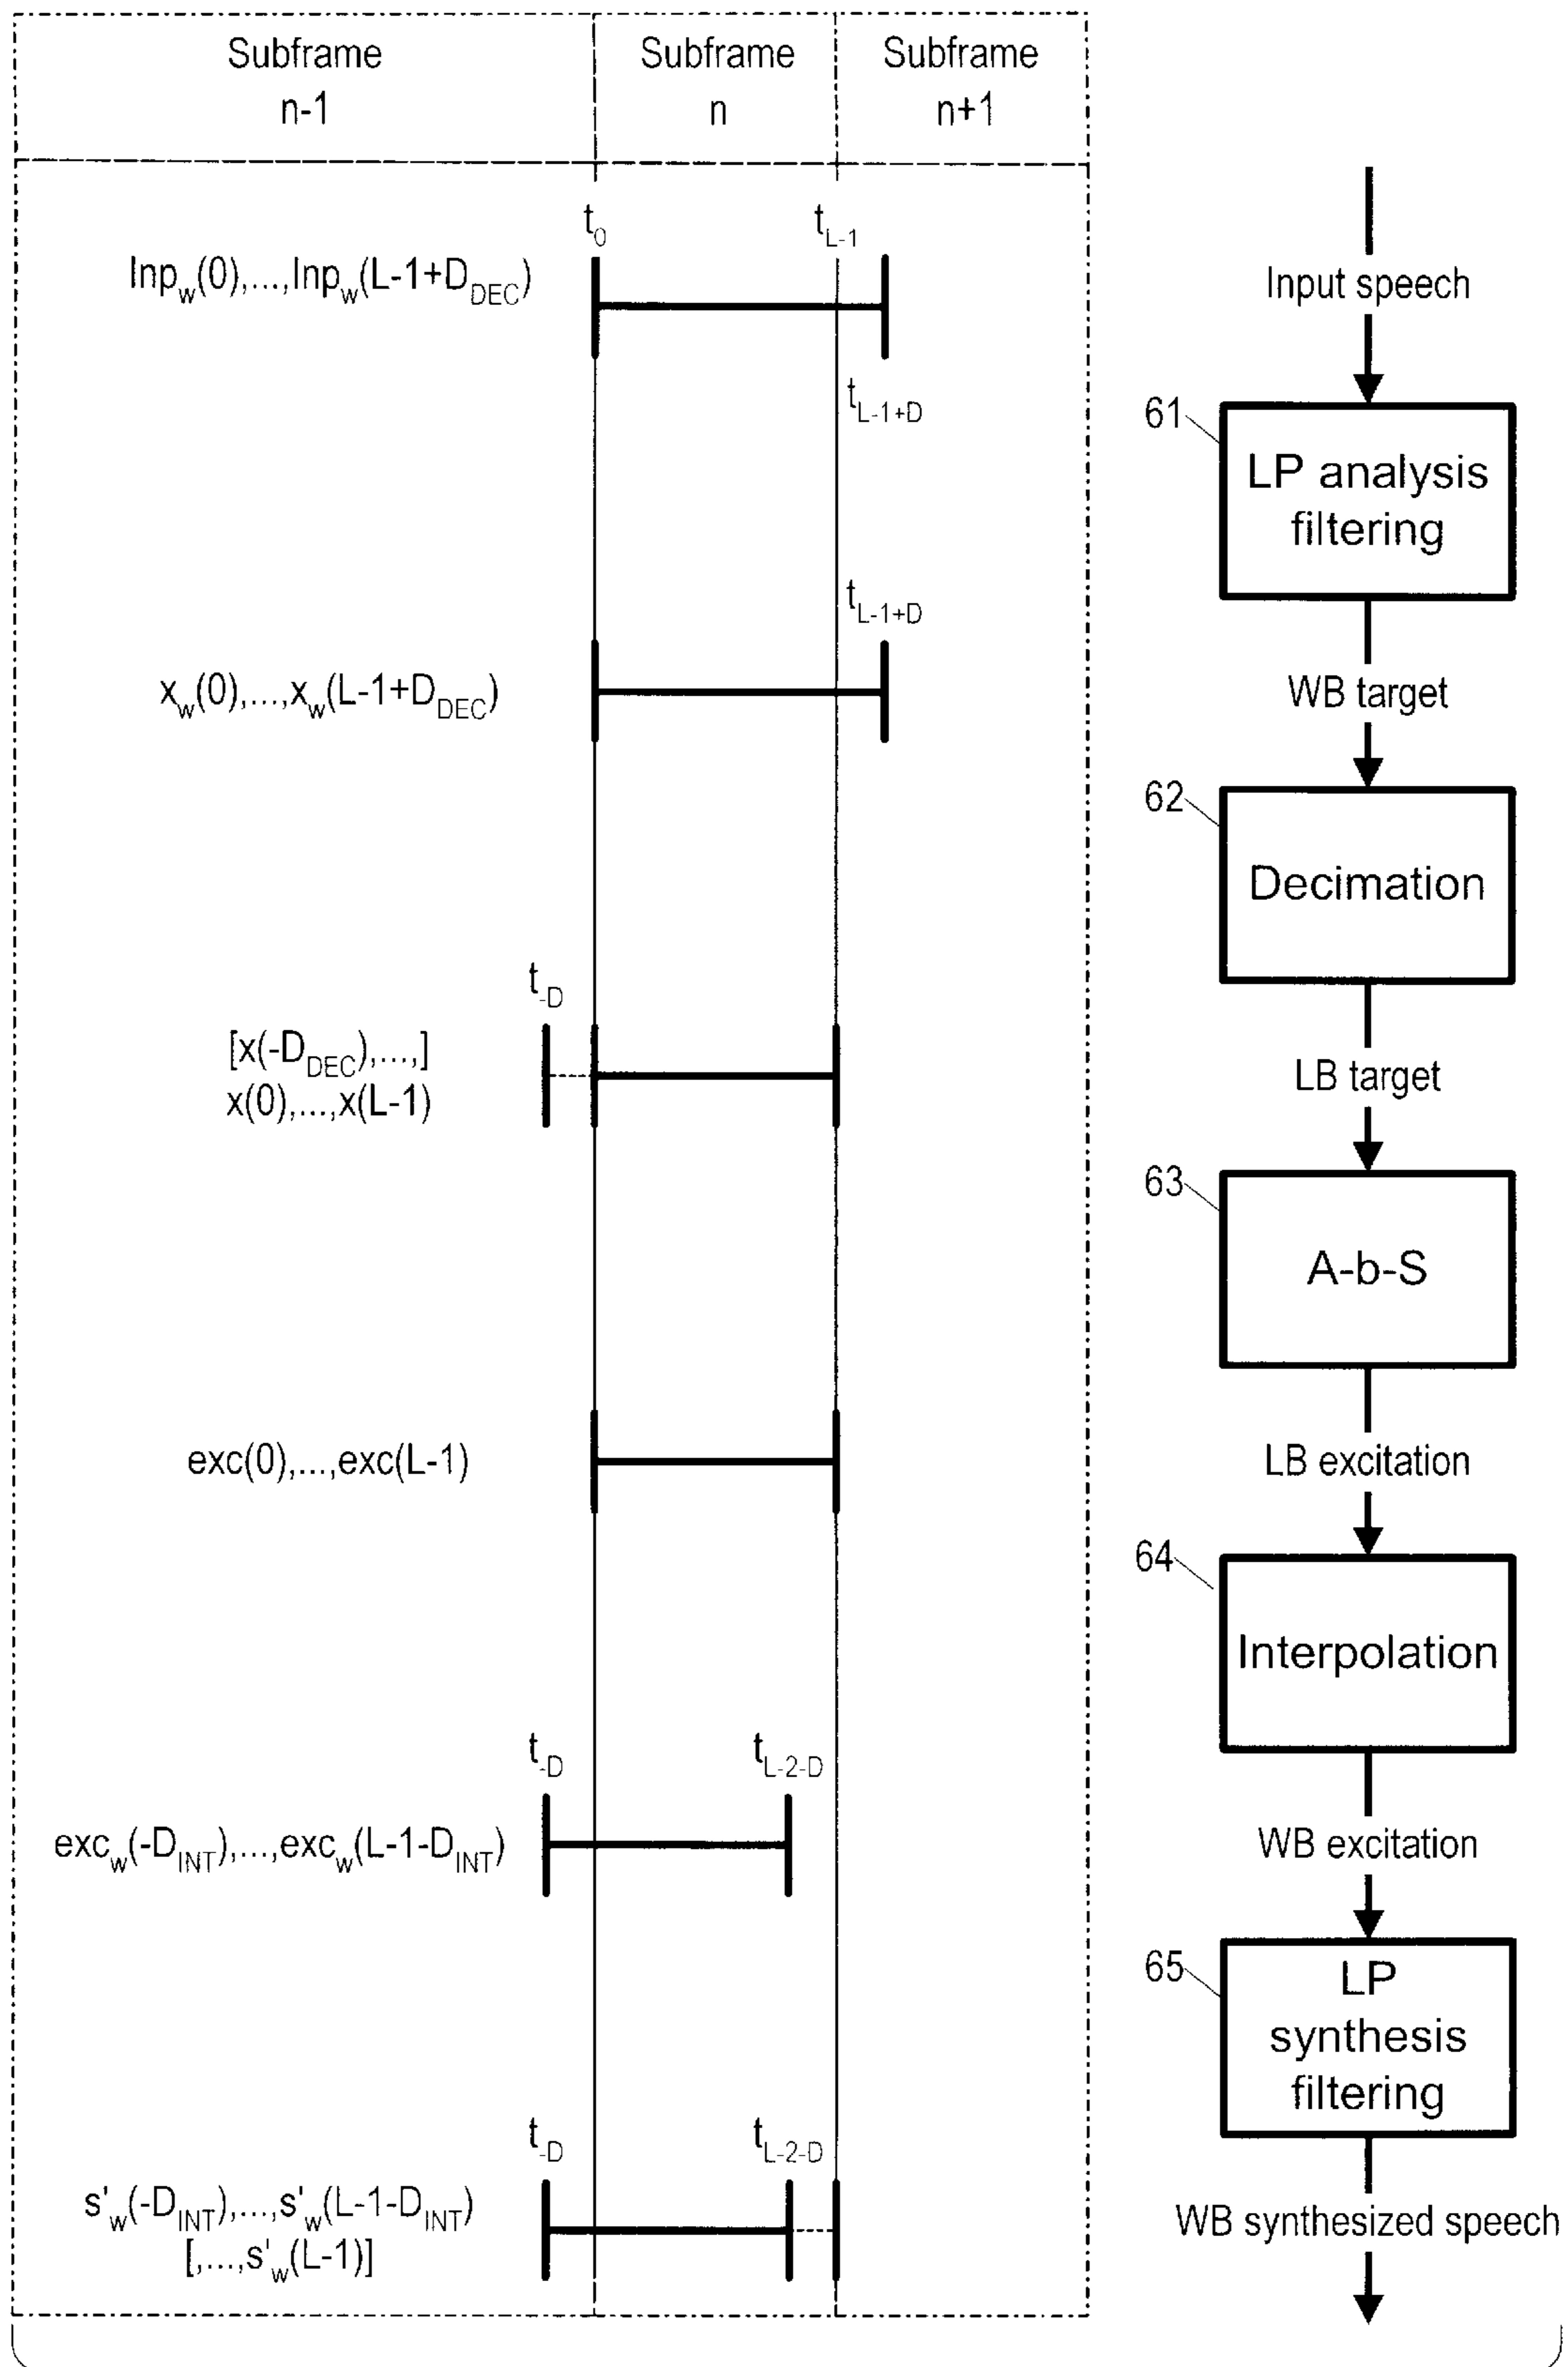 Subframe
n-1
Subframe
n
Subframe
n+1
t0
tL-1
Inpw(0),...,Inpw(L-1+DDEC)
tL-1+D
Input speech
61
LP analysis
filtering
tL-1+D
xw(0),...,xw(L-1+DDEC)
WB target
62
Decimation
t-D
[x(-DDEC),...,]
x(0),...,x(L-1)
LB target
63
A-b-S
exc(0),...,exc(L-1)
LB excitation
64
Interpolation
t-D
tL-2-D
excw(-DINT),...,excw(L-1-DINT)
WB excitation
65
LP
synthesis
filtering
t-D
tL-2-D
s'w(-DINT),...,s'w(L-1-DINT)
[,...,s'w(L-1)]
WB synthesized speech